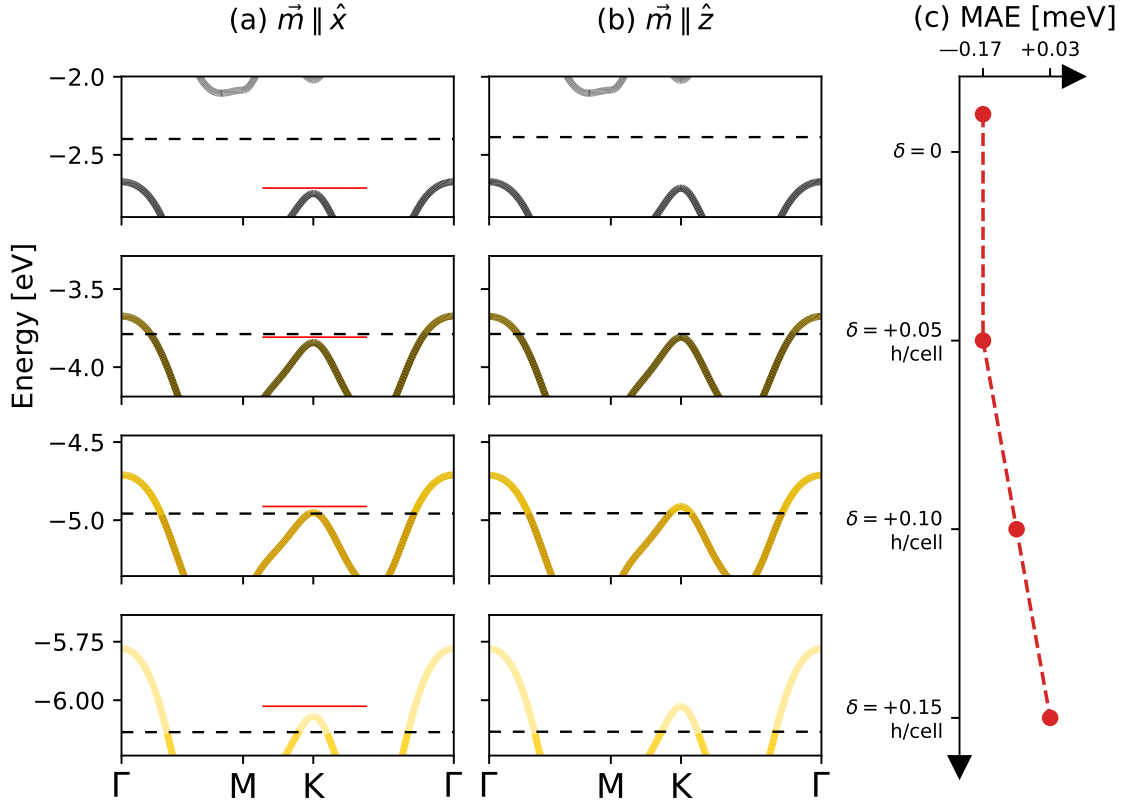 (a) m⃗ ∥ x̂
(b) m⃗ ∥ ẑ
(c) MAE [meV]
−0.17 +0.03
Energy [eV]
−2.0
−2.5
−3.5
−4.0
−4.5
−5.0
−5.75
−6.00
Γ M K Γ
Γ M K Γ
δ = 0
δ = +0.05
h/cell
δ = +0.10
h/cell
δ = +0.15
h/cell